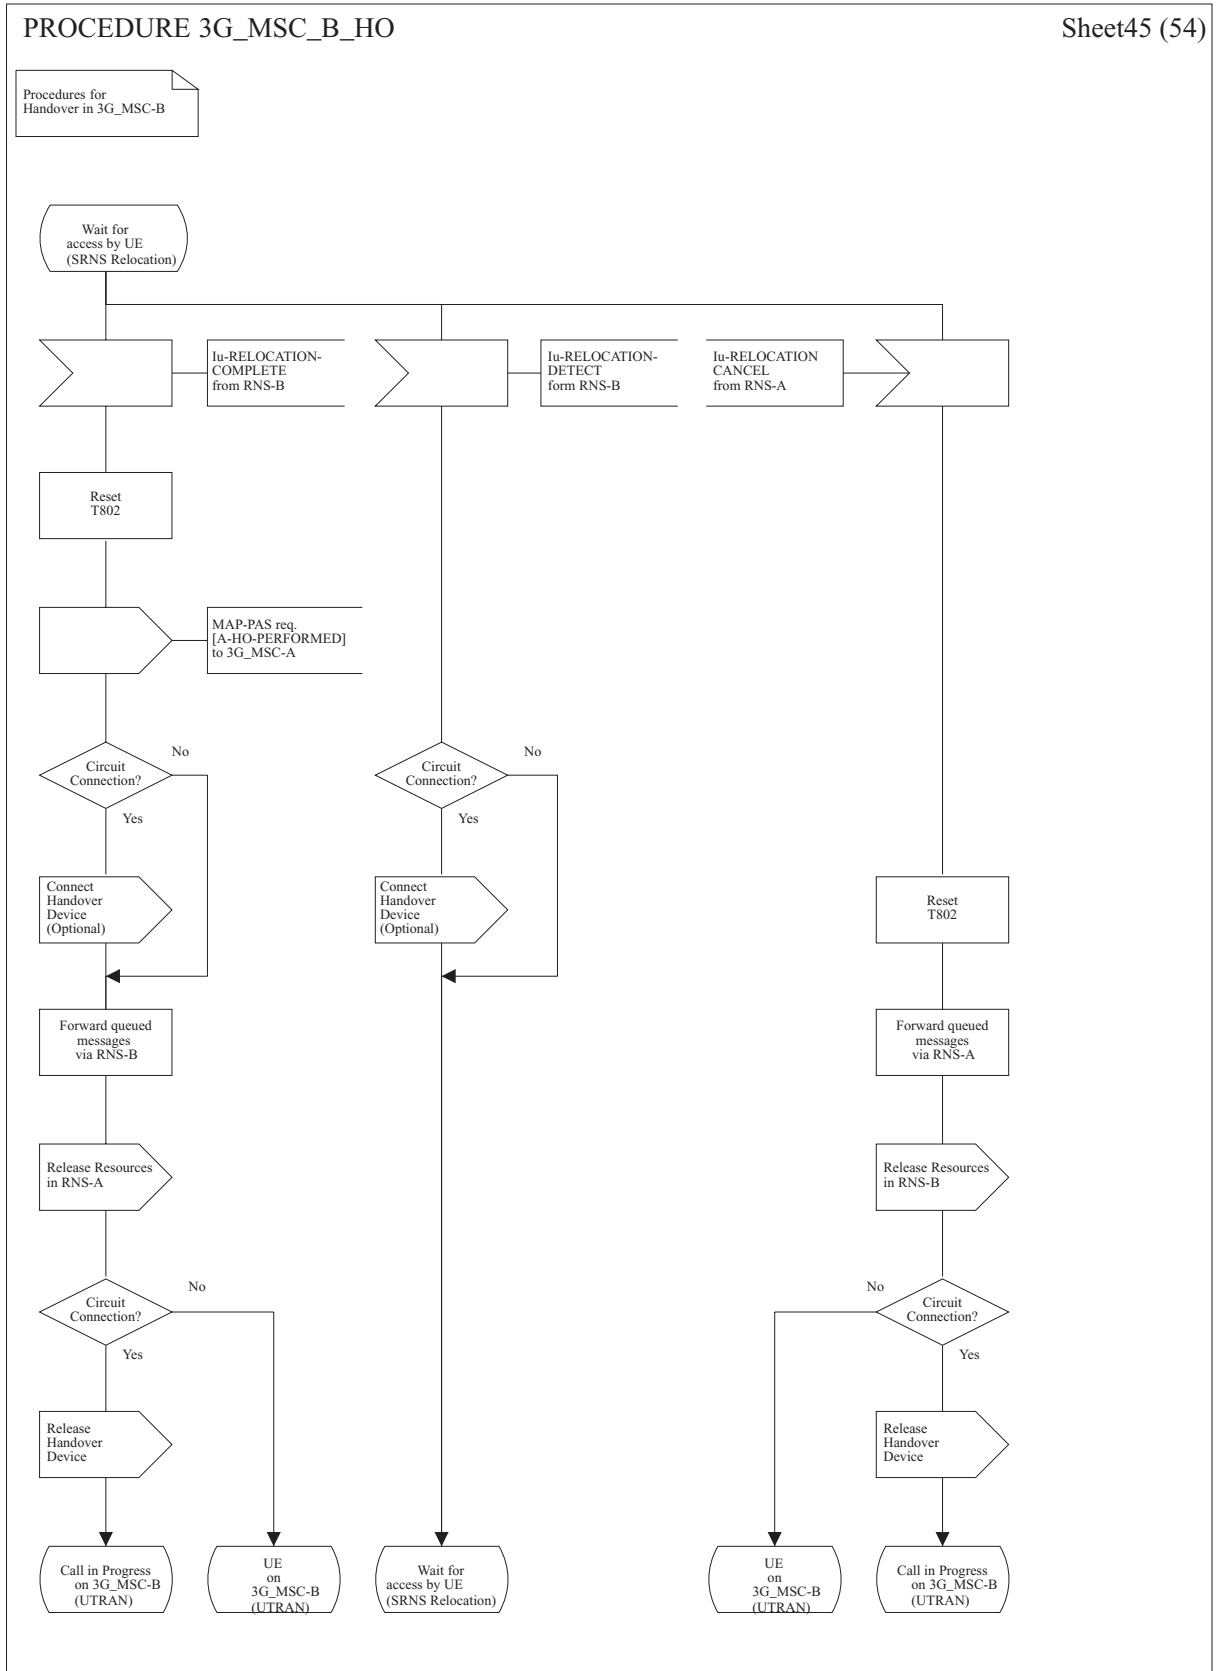 PROCEDURE 3G_MSC_B_HO
Sheet45 (54)
Procedures for
Handover in 3G_MSC-B
Wait for
access by UE
(SRNS Relocation)
Iu-RELOCATION-
COMPLETE
from RNS-B
Iu-RELOCATION-
DETECT
form RNS-B
Iu-RELOCATION
CANCEL
from RNS-A
Reset
T802
MAP-PAS req.
[A-HO-PERFORMED]
to 3G_MSC-A
Circuit
Connection?
No
Yes
Circuit
Connection?
No
Yes
Connect
Handover
Device
(Optional)
Connect
Handover
Device
(Optional)
Reset
T802
Forward queued
messages
via RNS-B
Forward queued
messages
via RNS-A
Release Resources
in RNS-A
Release Resources
in RNS-B
Circuit
Connection?
No
Yes
No
Circuit
Connection?
Yes
Release
Handover
Device
Release
Handover
Device
Call in Progress
on 3G_MSC-B
(UTRAN)
UE
on
3G_MSC-B
(UTRAN)
Wait for
access by UE
(SRNS Relocation)
UE
on
3G_MSC-B
(UTRAN)
Call in Progress
on 3G_MSC-B
(UTRAN)